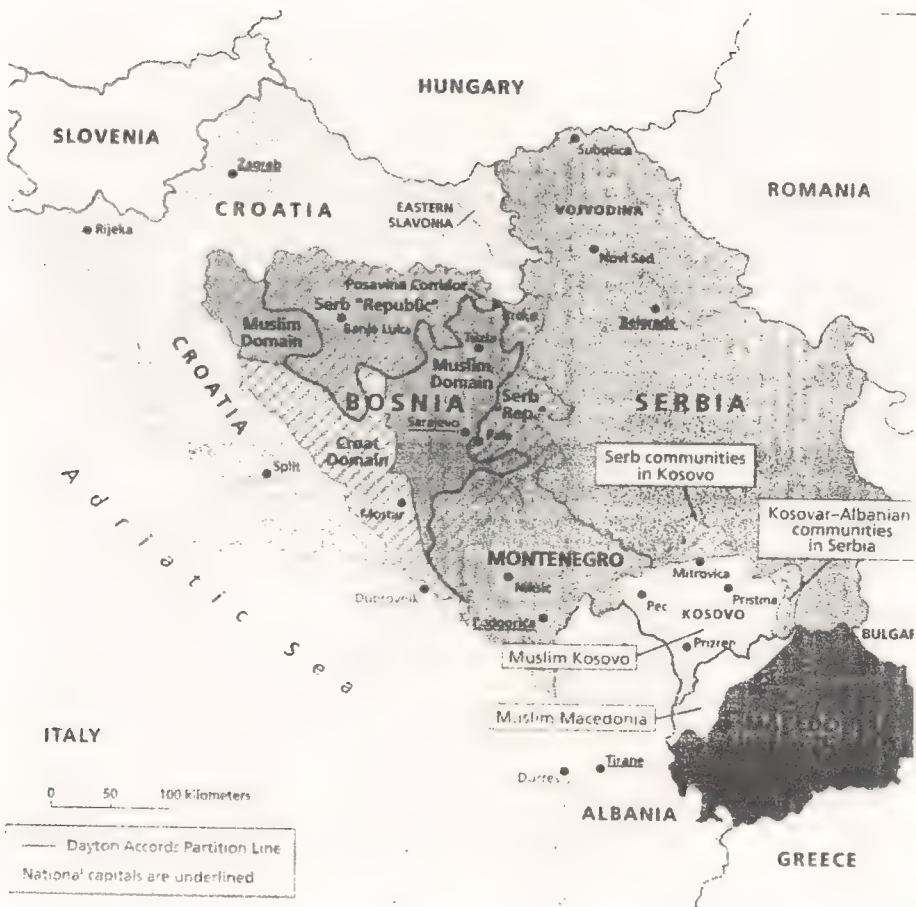 HUNGARY
SLOVENIA
Zagreb
Subotica
ROMANIA
CROATIA
EASTERN
SLAVONIA
VOJVODINA
Rijeka
Novi Sad
Posavina Corridor
Serb "Republic"
Banja Luka
Brcko
Belgrade
Muslim
Domain
Tuzla
CROATIA
Muslim
Domain
BOSNIA
Serb
Rep."
SERBIA
Sarajevo
Pale
Croat
Domain
Serb communities
in Kosovo
Split
Mostar
Kosovar-Albanian
communities
in Serbia
Adriatic Sea
MONTENEGRO
Mitrovica
Niksic
Dubrovnik
Pec
Pristina
KOSOVO
Podgorica
Prizren
BULGAR
Muslim Kosovo
Muslim Macedonia
ITALY
Tirane
Durres
0 50 100 kilometers
ALBANIA
Dayton Accords Partition Line
National capitals are underlined
GREECE